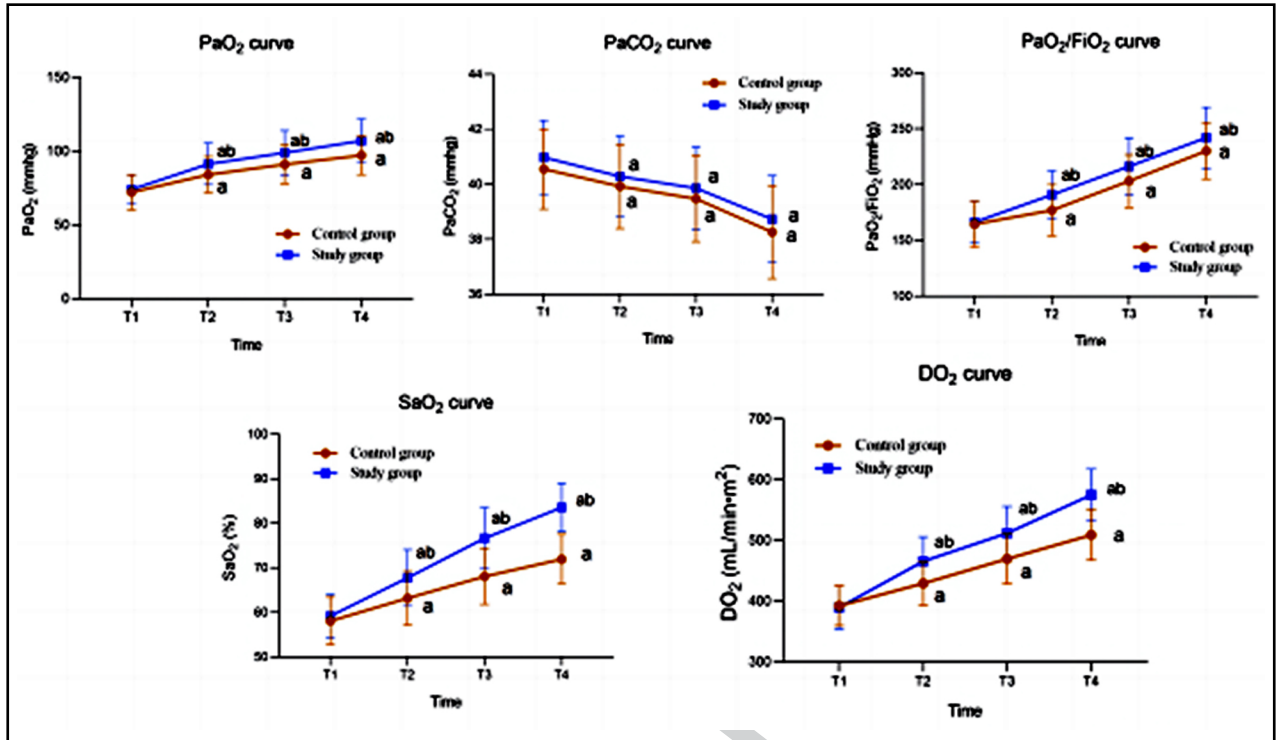 PaO₂ curve
PaO₂ (mmhg)
150
100
50
0
ab
ab
ab
a
a
a
Control group
Study group
T1 T2 T3 T4
Time
PaCO₂ curve
PaCO₂ (mmhg)
44
42
40
38
36
Control group
Study group
a
a
a
a
a
a
T1 T2 T3 T4
Time
PaO₂/FiO₂ curve
PaO₂/FiO₂ (mmHg)
300
250
200
150
100
ab
ab
ab
a
a
a
Control group
Study group
T1 T2 T3 T4
Time
SaO₂ curve
SaO₂ (%)
100
90
80
70
60
50
Control group
Study group
ab
ab
ab
a
a
a
T1 T2 T3 T4
Time
DO₂ curve
DO₂ (mL/min•m²)
700
600
500
400
300
Control group
Study group
ab
ab
ab
a
a
a
T1 T2 T3 T4
Time